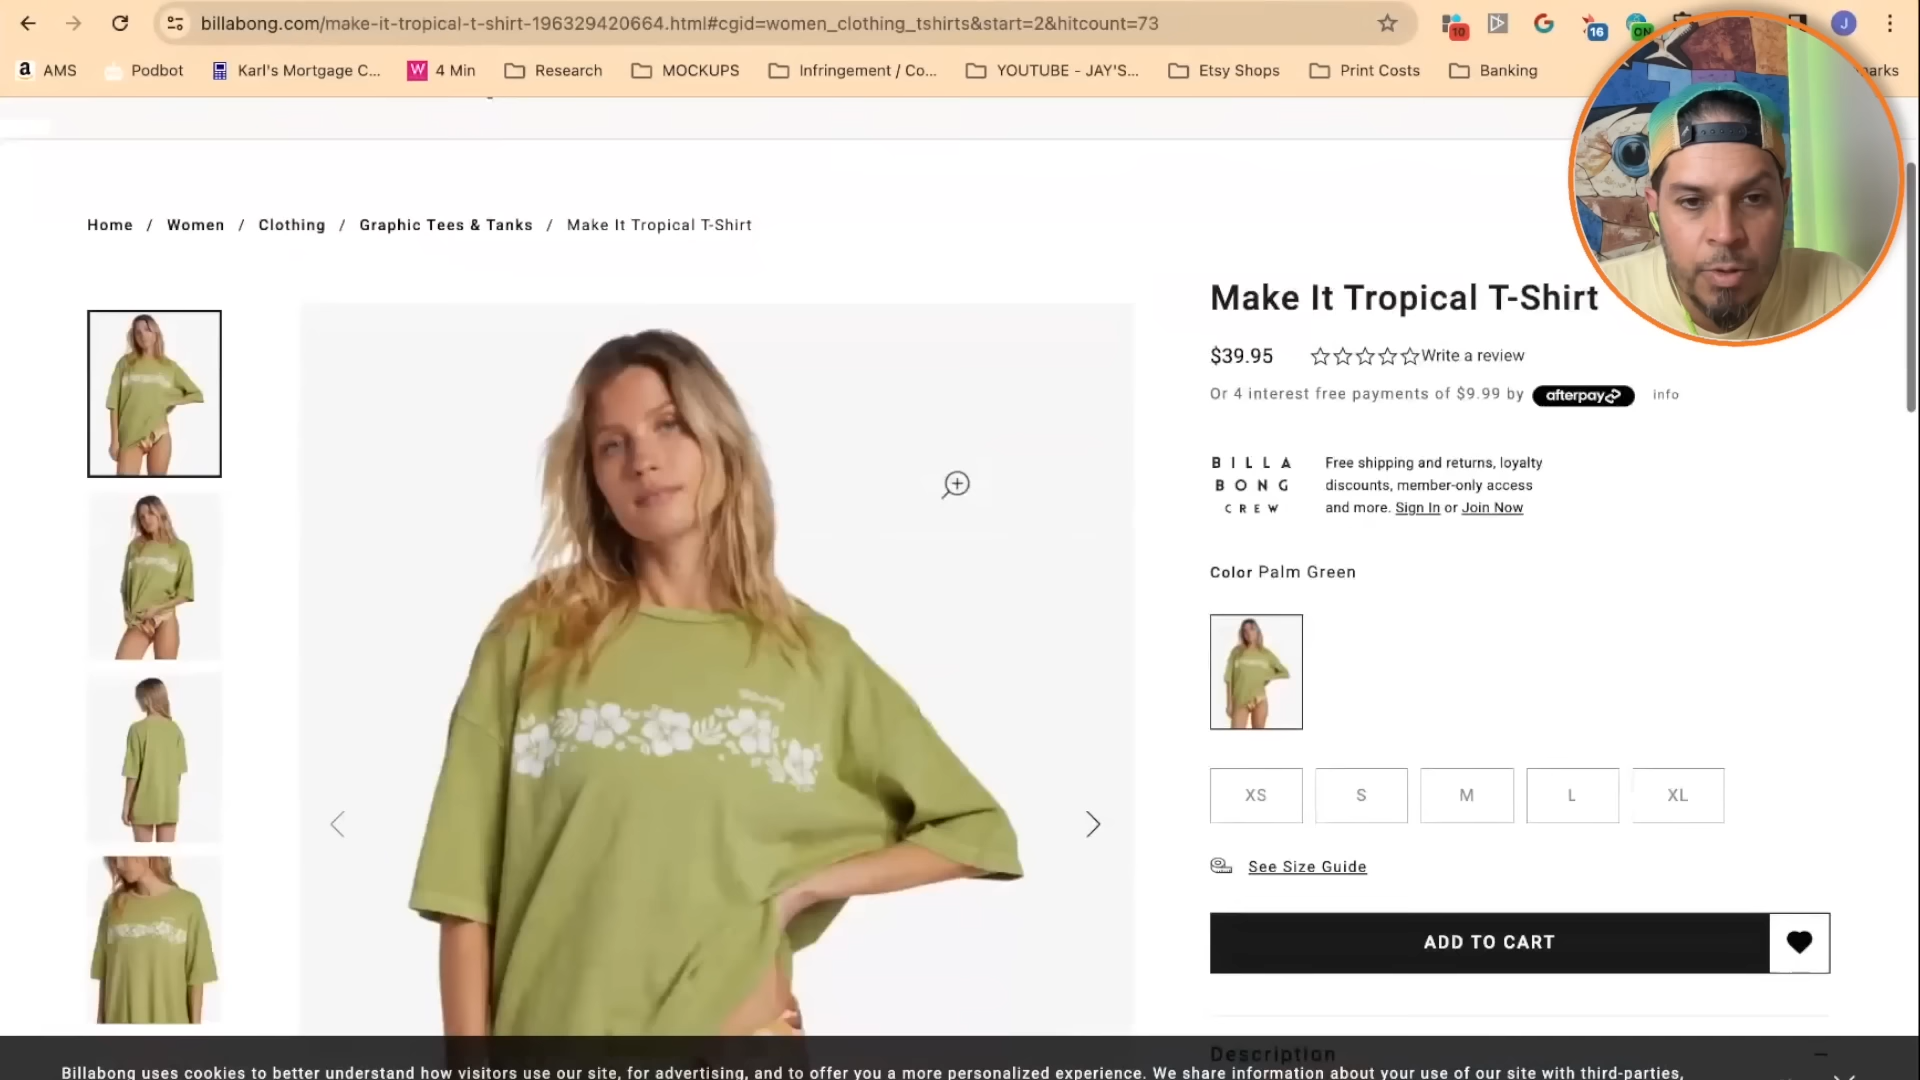 billabong.com/make-it-tropical-t-shirt-196329420664.html#cgid=women_clothing_tshirts&start=2&hitcount=73
10
16
ON
J
a AMS
Podbot
Karl's Mortgage C...
W 4 Min
Research
MOCKUPS
Infringement / Co...
YOUTUBE - JAY'S...
Etsy Shops
Print Costs
Banking
Home / Women / Clothing / Graphic Tees & Tanks / Make It Tropical T-Shirt
Make It Tropical T-Shirt
$39.95
Write a review
Or 4 interest free payments of $9.99 by afterpay info
BILLA
BONG
CREW
Free shipping and returns, loyalty
discounts, member-only access
and more. Sign In or Join Now
Color Palm Green
XS
S
M
L
XL
See Size Guide
ADD TO CART
Description
Billabong uses cookies to better understand how visitors use our site, for advertising, and to offer you a more personalized experience. We share information about your use of our site with third-parties,